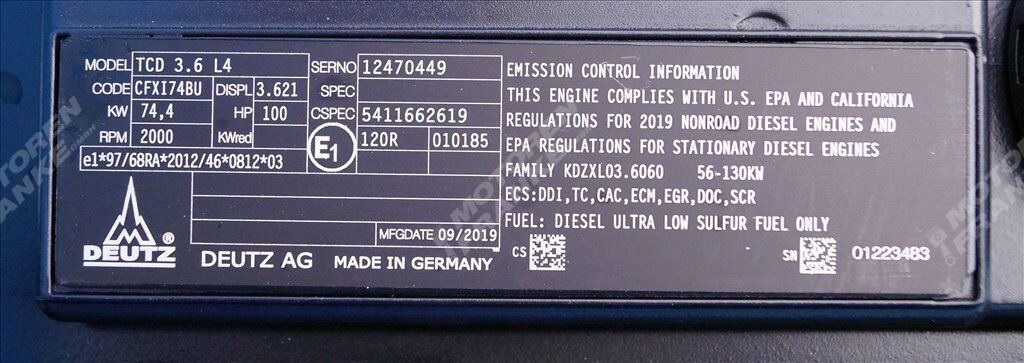 MODEL TCD 3.6 L4 SERNO 12470449
CODE CFXI74BU DISPL 3.621 SPEC
KW 74,4 HP 100 CSPEC 5411662619
RPM 2000 KWred E1 120R 010185
e1*97/68RA*2012/46*0812*03
MFGDATE 09/2019
DEUTZ ®
DEUTZ AG MADE IN GERMANY
EMISSION CONTROL INFORMATION
THIS ENGINE COMPLIES WITH U.S. EPA AND CALIFORNIA
REGULATIONS FOR 2019 NONROAD DIESEL ENGINES AND
EPA REGULATIONS FOR STATIONARY DIESEL ENGINES
FAMILY KDZXL03.6060 56-130KW
ECS:DDI,TC,CAC,ECM,EGR,DOC,SCR
FUEL: DIESEL ULTRA LOW SULFUR FUEL ONLY
CS SN 01223483